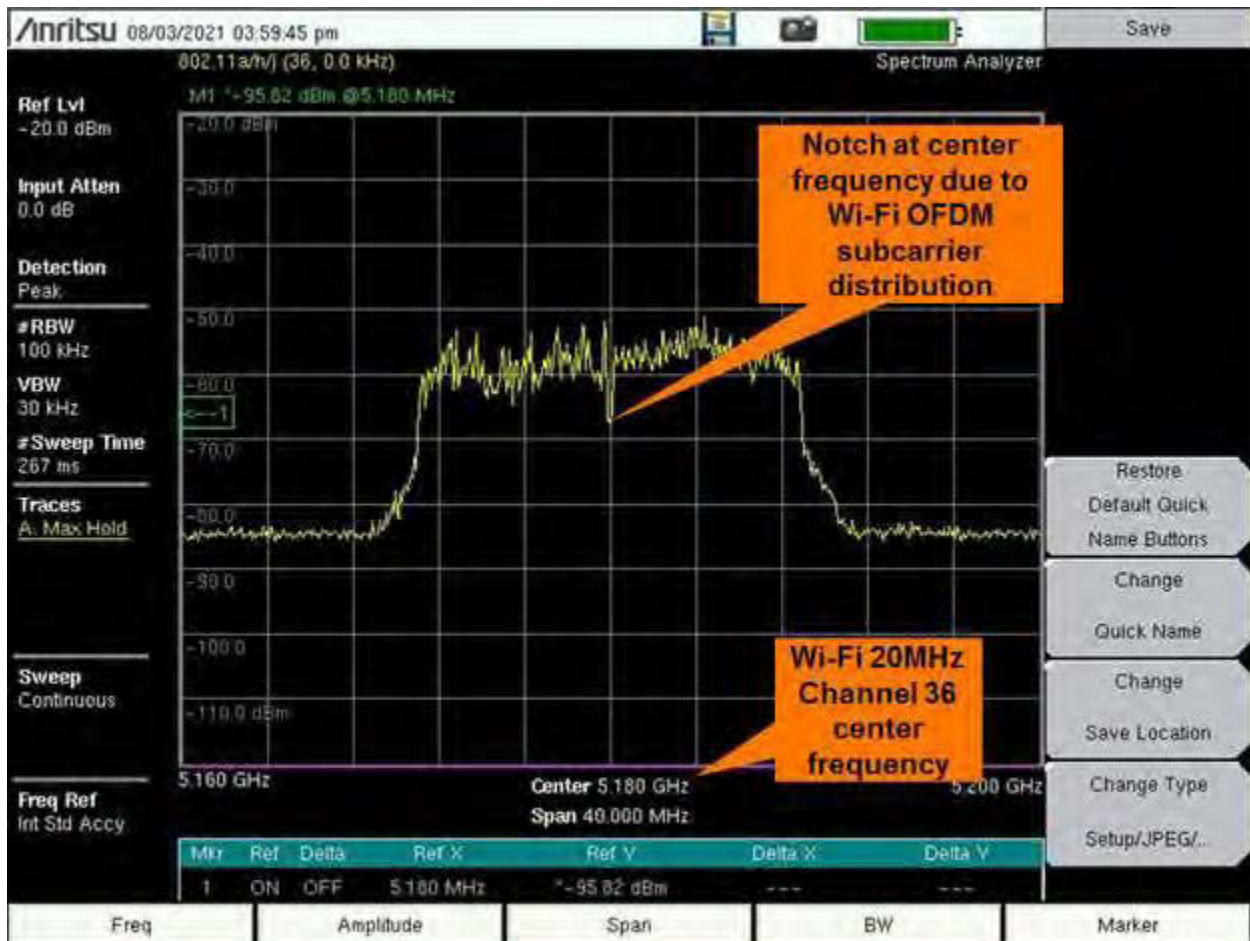 Anritsu 08/03/2021 03:59:45 pm
Save
802.11a/h/j (36, 0.0 kHz)
Spectrum Analyzer
M1 *-95.82 dBm @5.180 MHz
Ref Lvl
-20.0 dBm
Input Atten
0.0 dB
Detection
Peak
#RBW
100 kHz
VBW
30 kHz
#Sweep Time
267 ms
Traces
A: Max Hold
Sweep
Continuous
Freq Ref
Int Std Accy
-20.0 dBm
-30.0
-40.0
-50.0
-60.0
<--1
-70.0
-80.0
-90.0
-100.0
-110.0 dBm
Notch at center
frequency due to
Wi-Fi OFDM
subcarrier
distribution
Wi-Fi 20MHz
Channel 36
center
frequency
5.160 GHz
Center 5.180 GHz
5.200 GHz
Span 40.000 MHz
Mkr Ref Delta Ref X Ref Y Delta X Delta Y
1 ON OFF 5.180 MHz *-95.82 dBm --- ---
Restore
Default Quick
Name Buttons
Change
Quick Name
Change
Save Location
Change Type
Setup/JPEG/...
Freq Amplitude Span BW Marker